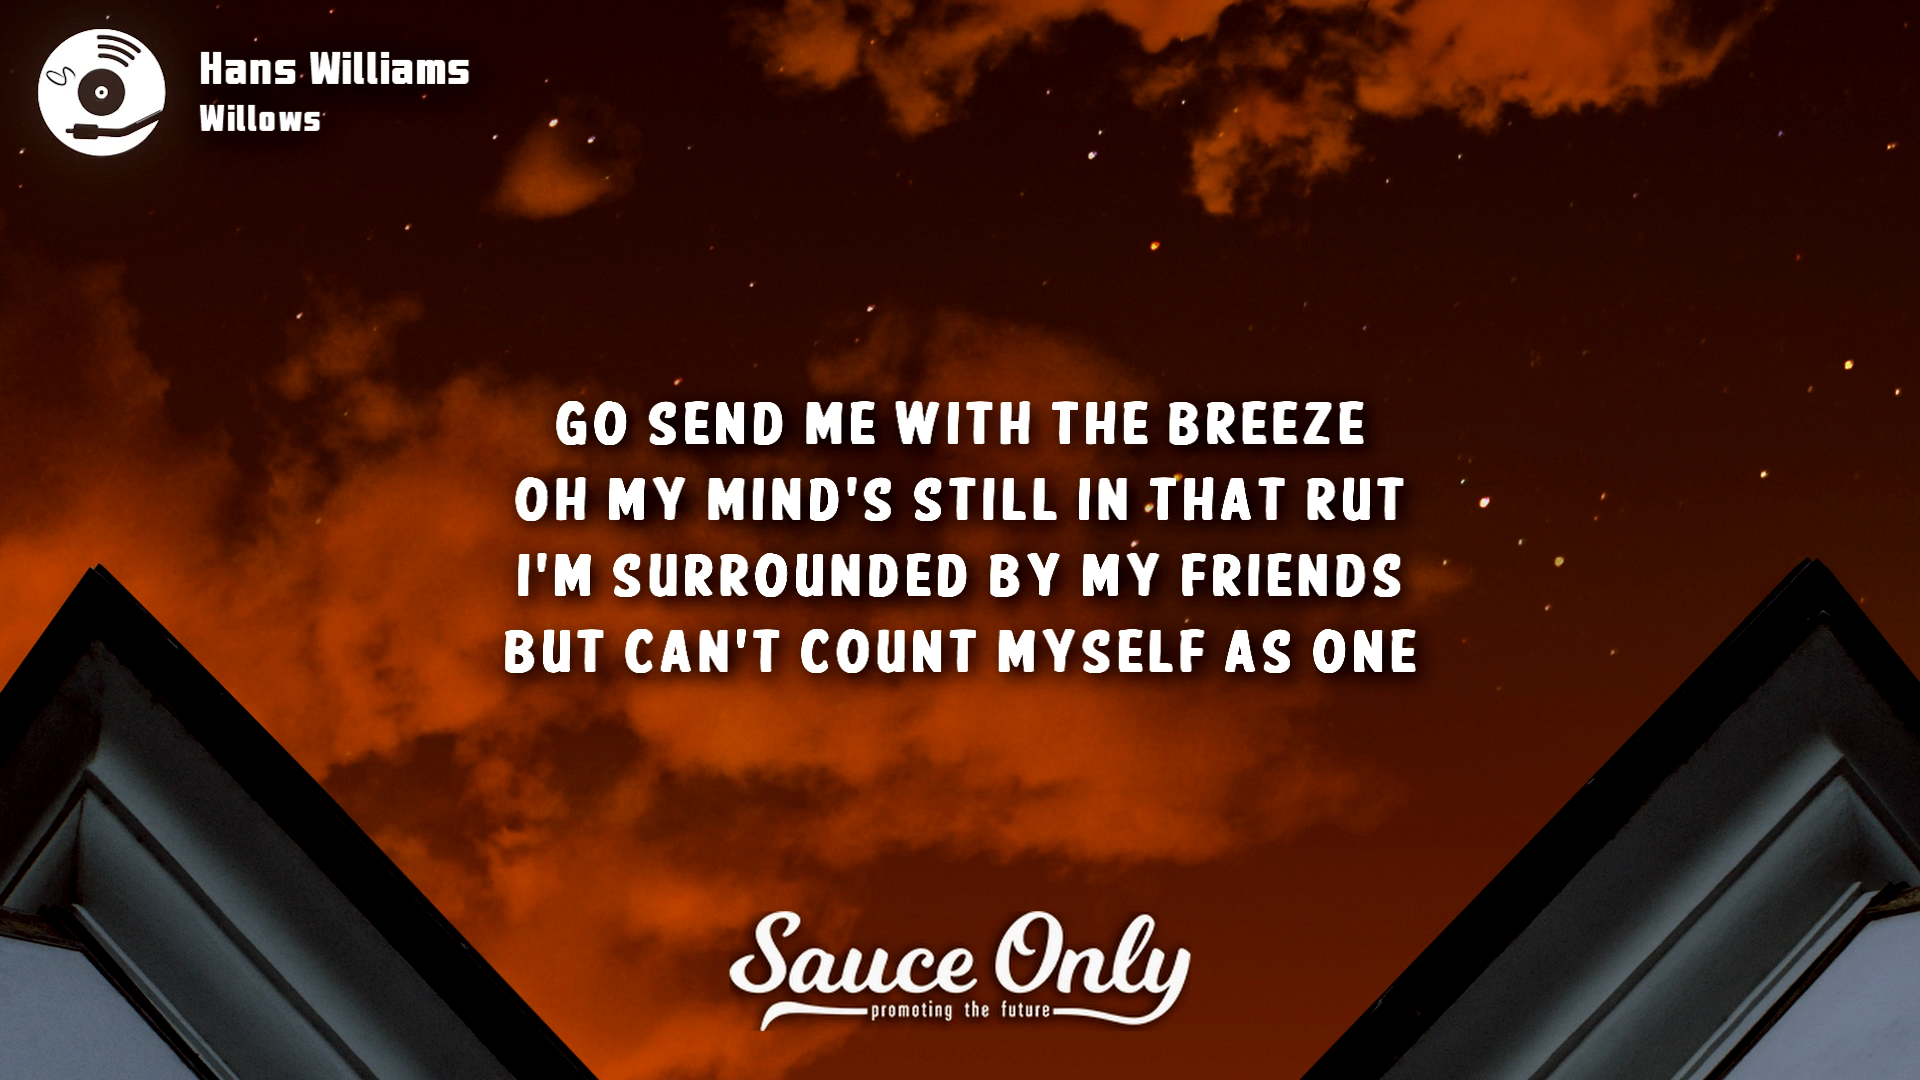 Hans Williams
Willows
GO SEND ME WITH THE BREEZE
OH MY MIND'S STILL IN THAT RUT
I'M SURROUNDED BY MY FRIENDS
BUT CAN'T COUNT MYSELF AS ONE
Sauce Only
promoting the future